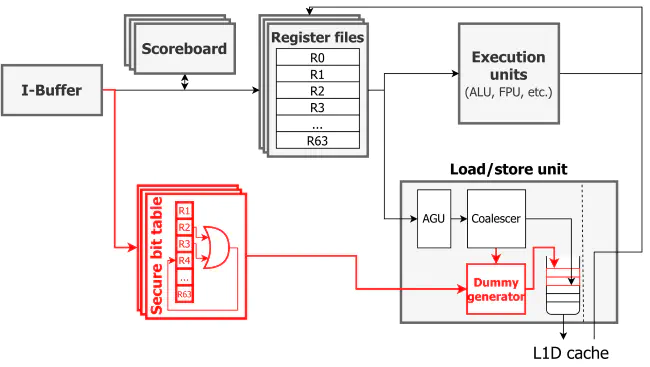 Scoreboard
Register files
R0
R1
R2
R3
...
R63
Execution
units
(ALU, FPU, etc.)
I-Buffer
Load/store unit
AGU
Coalescer
Dummy
generator
Secure bit table
R1
R2
R3
R4
...
R63
L1D cache